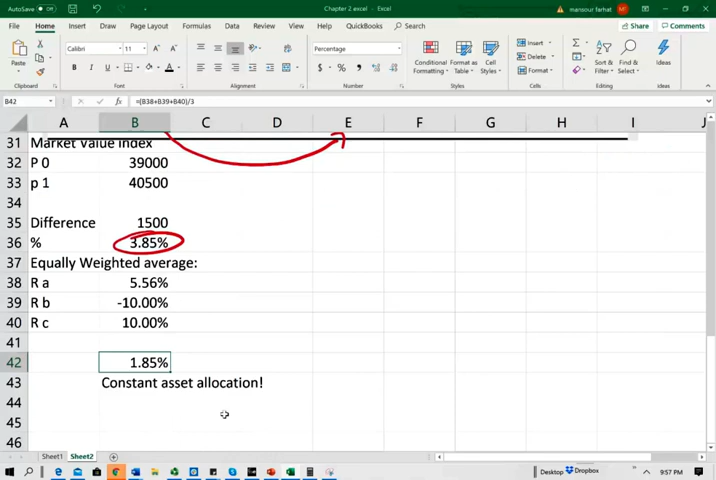 AutoSave Off
Chapter 2 excel - Excel
mansour farhat MF
File Home Insert Draw Page Layout Formulas Data Review View Help QuickBooks Search Share Comments
Paste Calibri 11 A A Percentage Conditional Formatting Format as Table Cell Styles Insert Delete Format Sort & Filter Find & Select Ideas
B I U A $ % ,
Clipboard Font Alignment Number Styles Cells Editing Ideas
B42 fx =(B38+B39+B40)/3
A B C D E F G H I J
31 Market Value Index
32 P 0 39000
33 p 1 40500
34
35 Difference 1500
36 % 3.85%
37 Equally Weighted average:
38 R a 5.56%
39 R b -10.00%
40 R c 10.00%
41
42 1.85%
43 Constant asset allocation!
44
45
46
Sheet1 Sheet2
Desktop Dropbox 9:57 PM